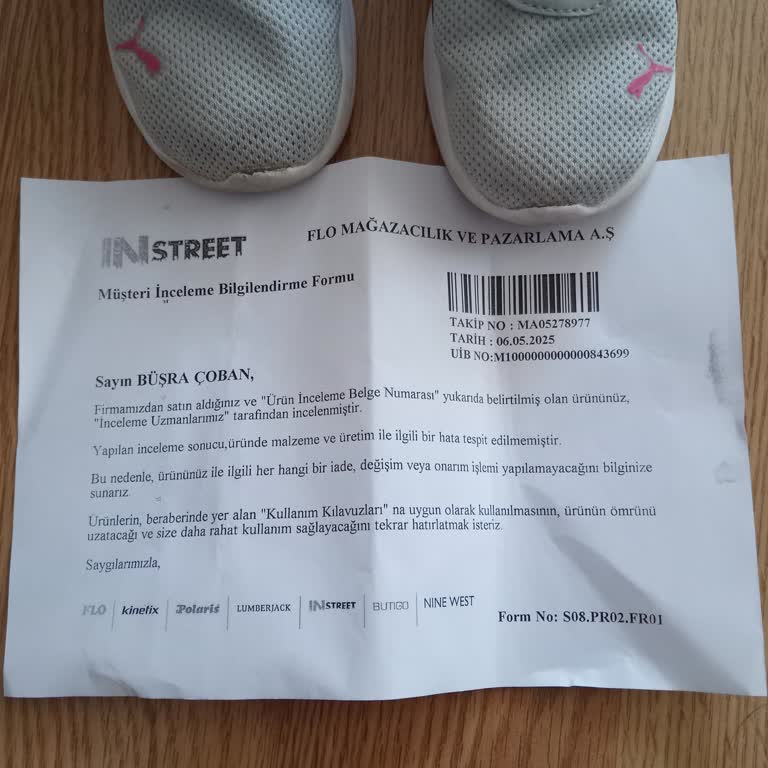 INSTREET
FLO MAĞAZACILIK VE PAZARLAMA A.Ş
Müşteri İnceleme Bilgilendirme Formu
TAKİP NO : MA05278977
TARİH : 06.05.2025
UİB NO:M1000000000000843699
Sayın BÜŞRA ÇOBAN,
Firmamızdan satın aldığınız ve "Ürün İnceleme Belge Numarası" yukarıda belirtilmiş olan ürününüz,
"İnceleme Uzmanlarımız" tarafından incelenmiştir.
Yapılan inceleme sonucu,üründe malzeme ve üretim ile ilgili bir hata tespit edilmemiştir.
Bu nedenle, ürününüz ile ilgili her hangi bir iade, değişim veya onarım işlemi yapılamayacağını bilginize
sunarız.
Ürünlerin, beraberinde yer alan "Kullanım Kılavuzları" na uygun olarak kullanılmasının, ürünün ömrünü
uzatacağı ve size daha rahat kullanım sağlayacağını tekrar hatırlatmak isteriz.
Saygılarımızla,
FLO kinetix Polaris LUMBERJACK INSTREET BUTIGO NINE WEST
Form No: S08.PR02.FR01